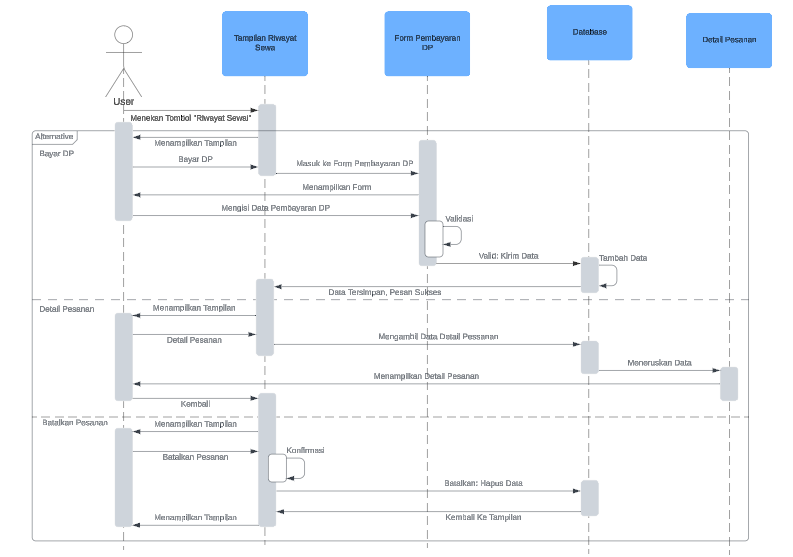 Tampilan Riwayat
Sewa
Form Pembayaran
DP
Database
Detail Pesanan
User
Menekan Tombol "Riwayat Sewa"
Alternative
Menampilkan Tampilan
Bayar DP
Bayar DP
Masuk ke Form Pembayaran DP
Menampilkan Form
Mengisi Data Pembayaran DP
Validasi
Valid: Kirim Data
Tambah Data
Data Tersimpan, Pesan Sukses
Detail Pesanan
Menampilkan Tampilan
Detail Pesanan
Mengambil Data Detail Pessanan
Meneruskan Data
Menampilkan Detail Pesanan
Kembali
Batalkan Pesanan
Menampilkan Tampilan
Batalkan Pesanan
Konfirmasi
Batalkan: Hapus Data
Kembali Ke Tampilan
Menampilkan Tampilan